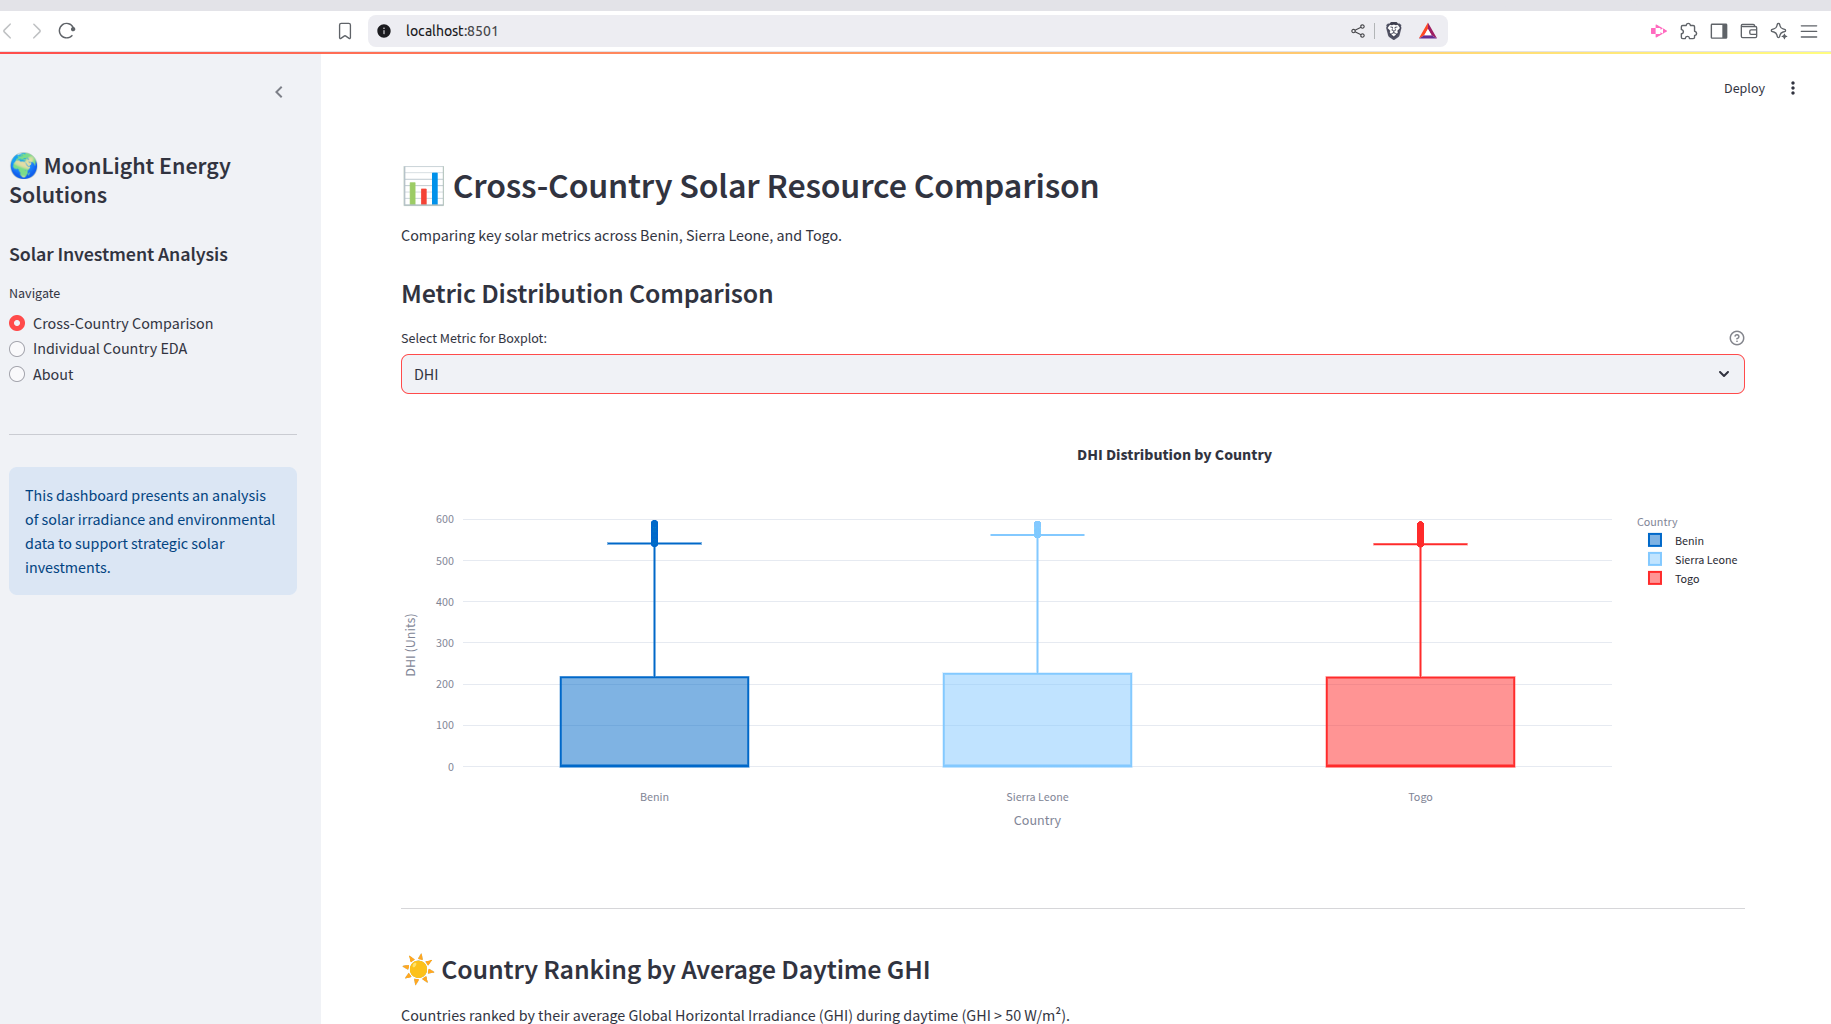 localhost:8501
Deploy
MoonLight Energy
Solutions
Solar Investment Analysis
Navigate
Cross-Country Comparison
Individual Country EDA
About
This dashboard presents an analysis
of solar irradiance and environmental
data to support strategic solar
investments.
Cross-Country Solar Resource Comparison
Comparing key solar metrics across Benin, Sierra Leone, and Togo.
Metric Distribution Comparison
Select Metric for Boxplot:
DHI
DHI Distribution by Country
600
500
400
300
200
100
0
DHI (Units)
Benin
Sierra Leone
Togo
Country
Country
Benin
Sierra Leone
Togo
Country Ranking by Average Daytime GHI
Countries ranked by their average Global Horizontal Irradiance (GHI) during daytime (GHI > 50 W/m²).